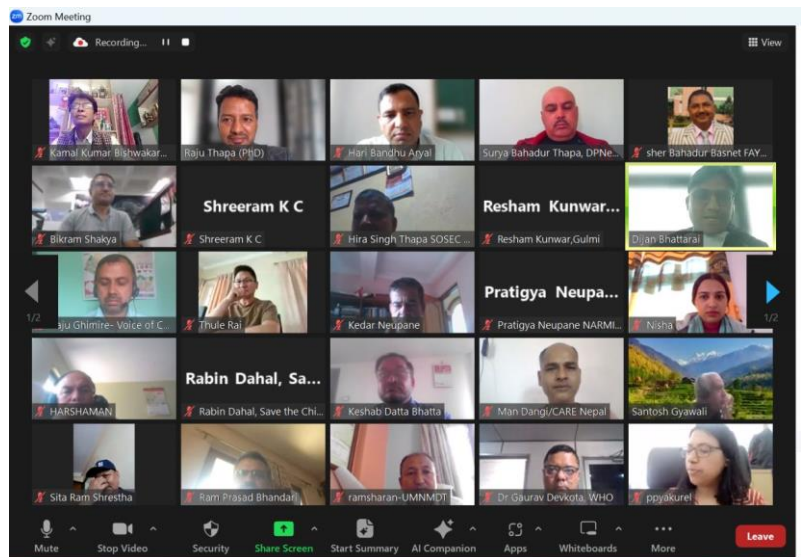 Zoom Meeting
Recording...
View
Kamal Kumar Bishwakar...
Raju Thapa (PhD)
Hari Bandhu Aryal
Surya Bahadur Thapa, DPNe...
sher Bahadur Basnet FAY...
Bikram Shakya
Shreeram K C
Shreeram K C
Hira Singh Thapa SOSEC ...
Resham Kunwar...
Resham Kunwar,Gulmi
Dijan Bhattarai
1/2
aju Ghimire- Voice of C...
Thule Rai
Kedar Neupane
Pratigya Neupa...
Pratigya Neupane NARMI...
Nisha
1/2
HARSHAMAN
Rabin Dahal, Sa...
Rabin Dahal, Save the Chi...
Keshab Datta Bhatta
Man Dangi/CARE Nepal
Santosh Gyawali
Sita Ram Shrestha
Ram Prasad Bhandari
ramsharan-UMNMDT
Dr Gaurav Devkota, WHO
ppyakurel
Mute
Stop Video
Security
Share Screen
Start Summary
AI Companion
Apps
Whiteboards
More
Leave